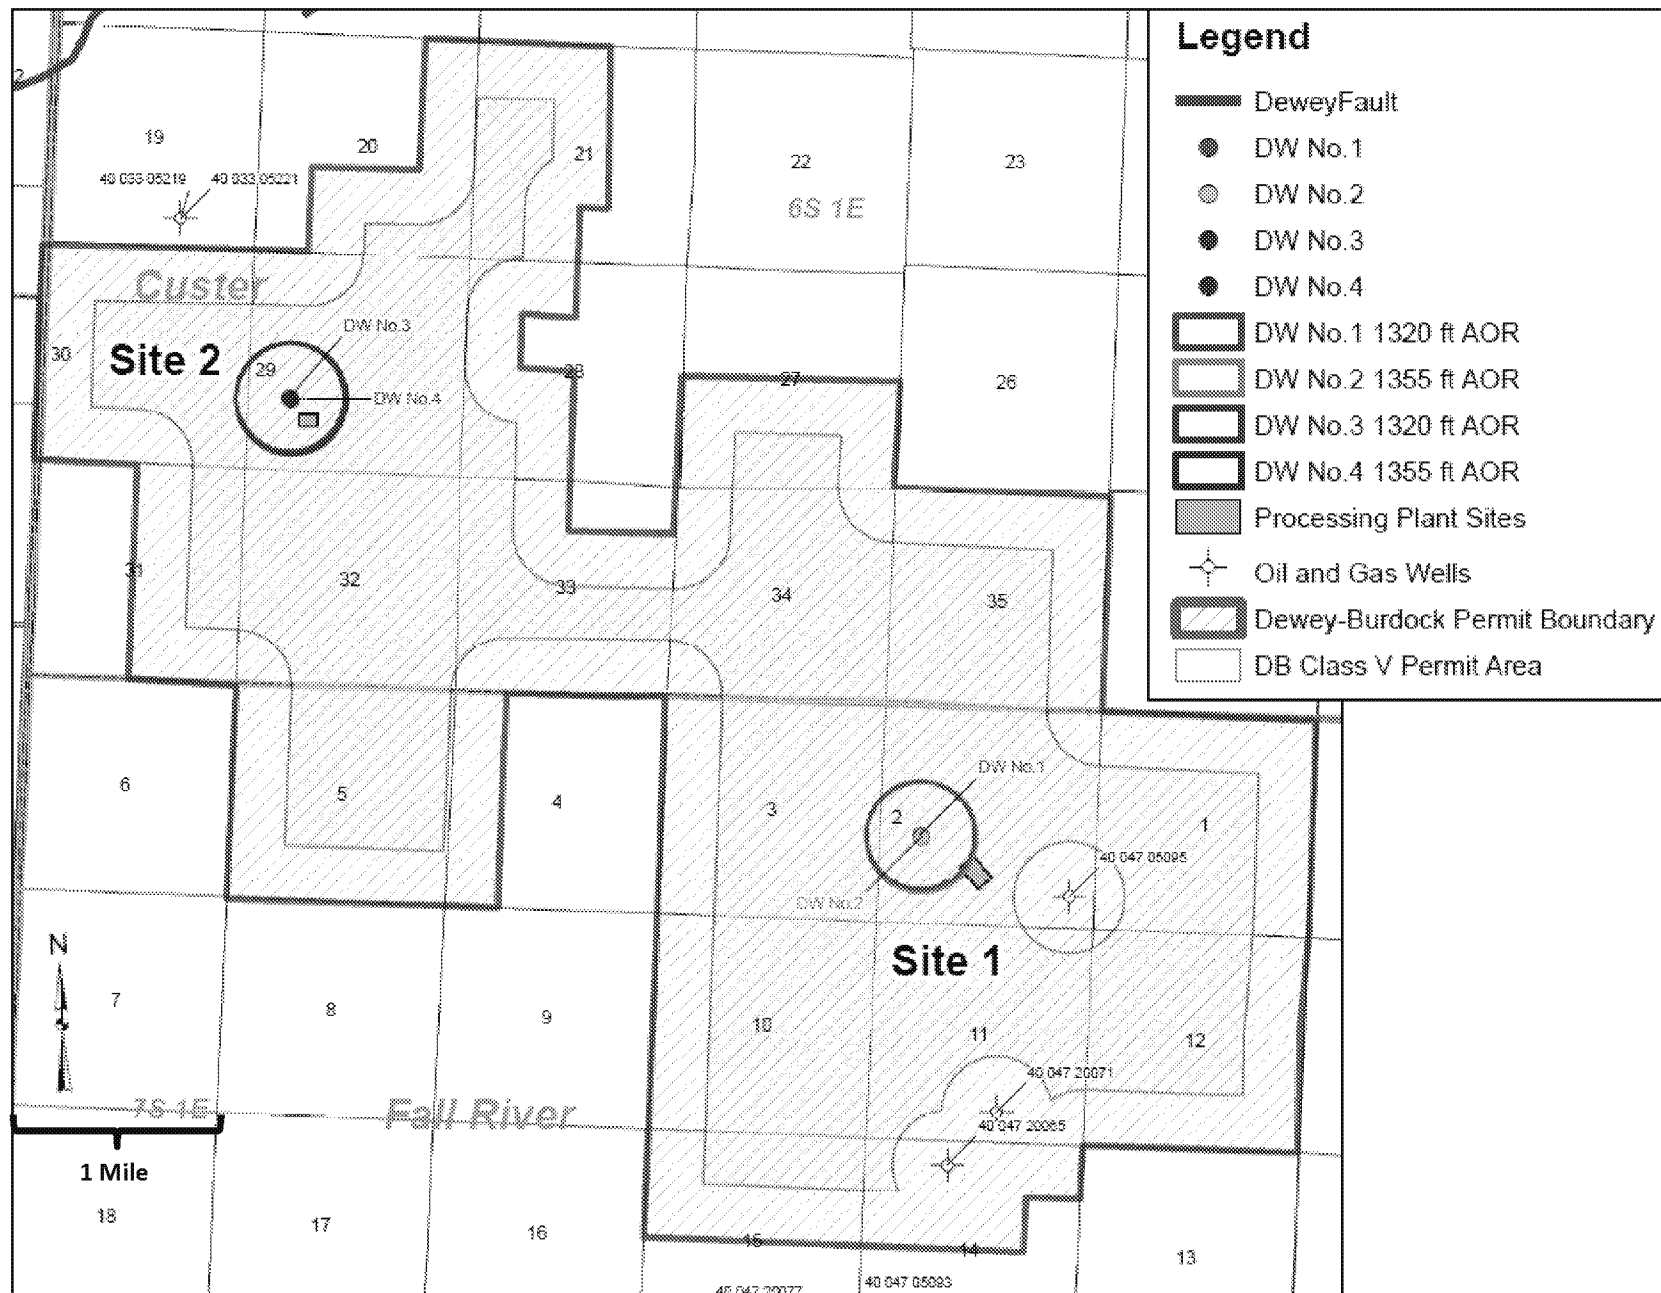 Legend
DeweyFault
DW No.1
DW No.2
DW No.3
DW No.4
DW No.1 1320 ft AOR
DW No.2 1355 ft AOR
DW No.3 1320 ft AOR
DW No.4 1355 ft AOR
Processing Plant Sites
Oil and Gas Wells
Dewey-Burdock Permit Boundary
DB Class V Permit Area
19
20
21
22
23
40 033 05219
40 033 05221
6S 1E
Custer
30
Site 2
29
DW No.3
DW No.4
28
27
26
31
32
33
34
35
6
5
4
3
2
1
DW No.1
40 047 05095
DW No.2
Site 1
N
7
8
9
10
11
12
40 047 20071
7S 1E
Fall River
40 047 20065
1 Mile
18
17
16
15
14
13
40 047 20077
40 047 05093